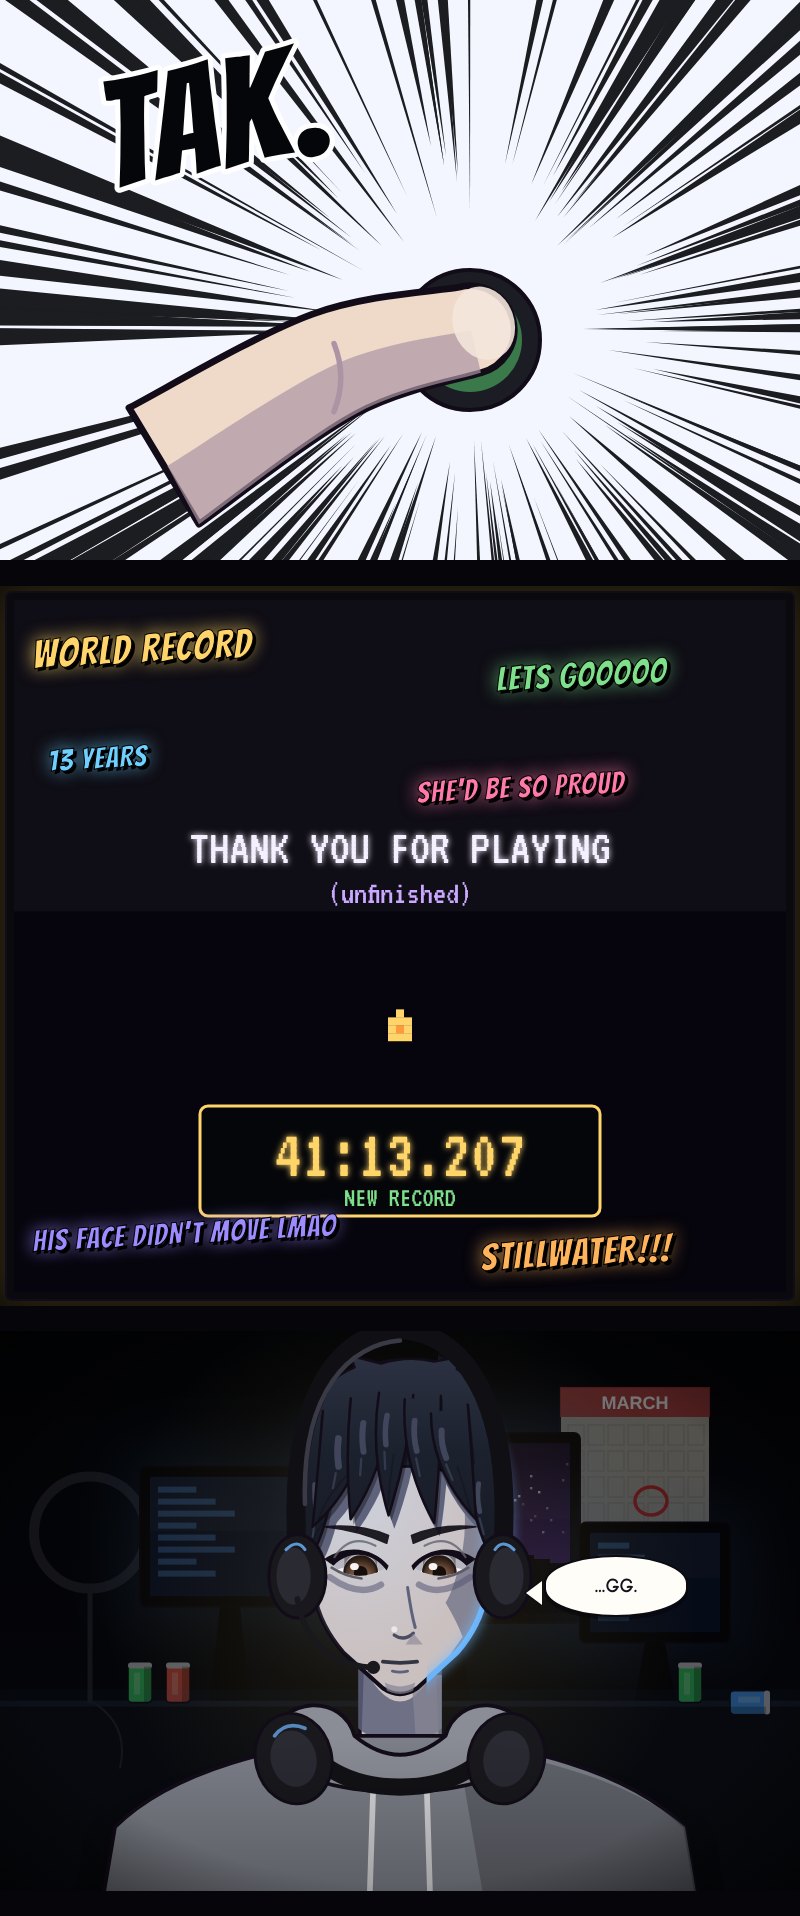 TAK.
WORLD RECORD
LETS GOOOOO
13 YEARS
SHE'D BE SO PROUD
THANK YOU FOR PLAYING
(unfinished)
41:13.207
NEW RECORD
HIS FACE DIDN'T MOVE LMAO
STILLWATER!!!
MARCH
...GG.